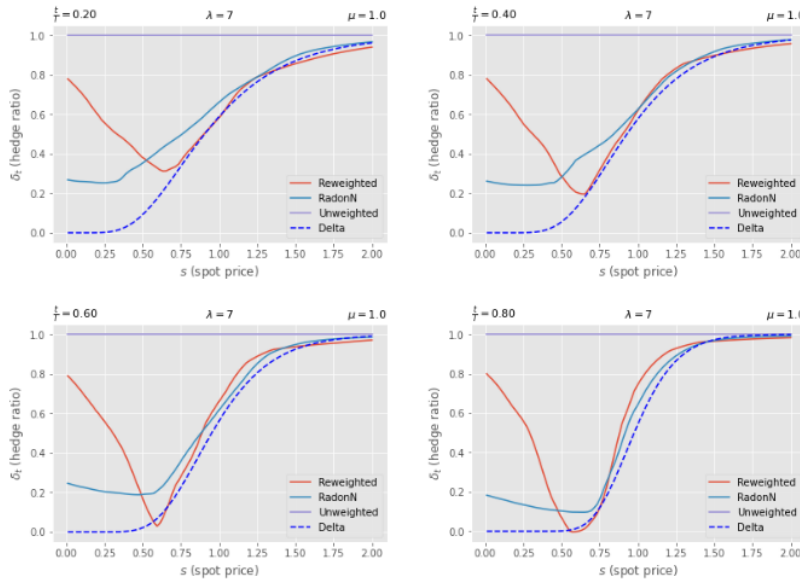 t/T = 0.20 λ = 7 μ = 1.0
t/T = 0.40 λ = 7 μ = 1.0
1.0
0.8
0.6
0.4
0.2
0.0
δt (hedge ratio)
Reweighted
RadonN
Unweighted
Delta
0.00 0.25 0.50 0.75 1.00 1.25 1.50 1.75 2.00
s (spot price)
1.0
0.8
0.6
0.4
0.2
0.0
δt (hedge ratio)
Reweighted
RadonN
Unweighted
Delta
0.00 0.25 0.50 0.75 1.00 1.25 1.50 1.75 2.00
s (spot price)
t/T = 0.60 λ = 7 μ = 1.0
t/T = 0.80 λ = 7 μ = 1.0
1.0
0.8
0.6
0.4
0.2
0.0
δt (hedge ratio)
Reweighted
RadonN
Unweighted
Delta
0.00 0.25 0.50 0.75 1.00 1.25 1.50 1.75 2.00
s (spot price)
1.0
0.8
0.6
0.4
0.2
0.0
δt (hedge ratio)
Reweighted
RadonN
Unweighted
Delta
0.00 0.25 0.50 0.75 1.00 1.25 1.50 1.75 2.00
s (spot price)